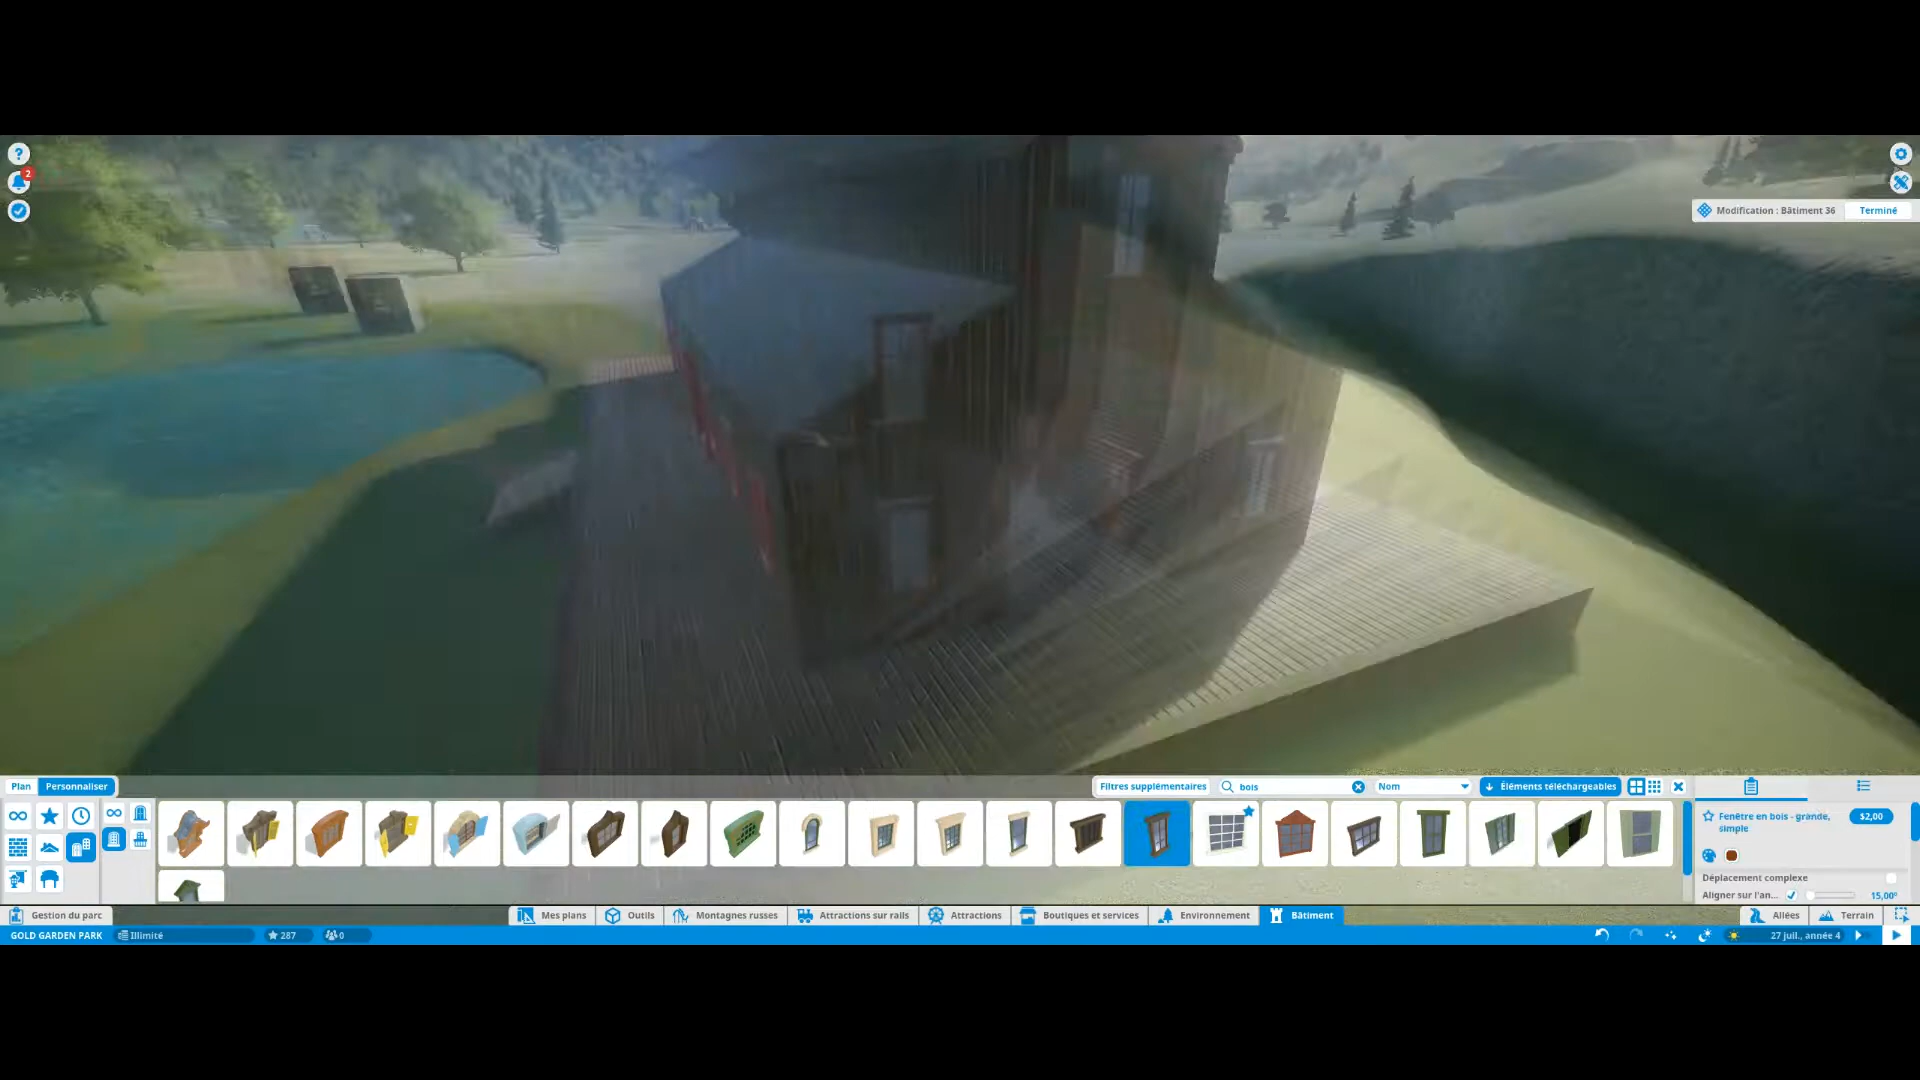 2
Modification : Bâtiment 36
Terminé
Plan
Personnaliser
Filtres supplémentaires
bois
Nom
Éléments téléchargeables
Fenêtre en bois - grande, simple
$2,00
Déplacement complexe
Aligner sur l'an...
15,00°
Gestion du parc
Mes plans
Outils
Montagnes russes
Attractions sur rails
Attractions
Boutiques et services
Environnement
Bâtiment
Allées
Terrain
GOLD GARDEN PARK
Illimité
287
0
27 juil., année 4